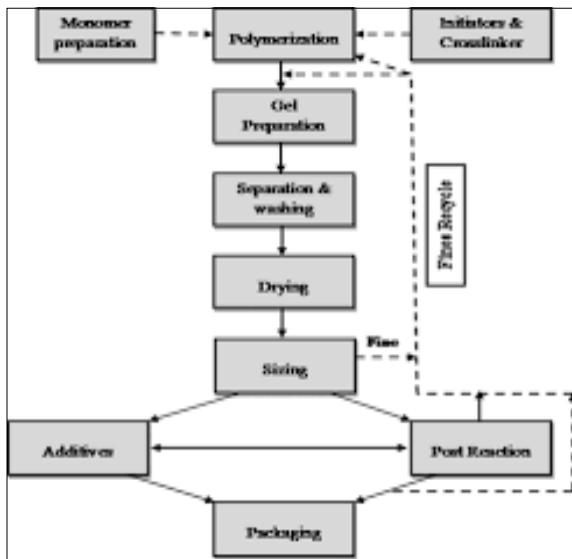 Monomer
preparation
Polymerization
Initiators &
Crosslinker
Gel
Preparation
Separation &
washing
Fines Recycle
Drying
Fine
Sizing
Additives
Post Reaction
Packaging